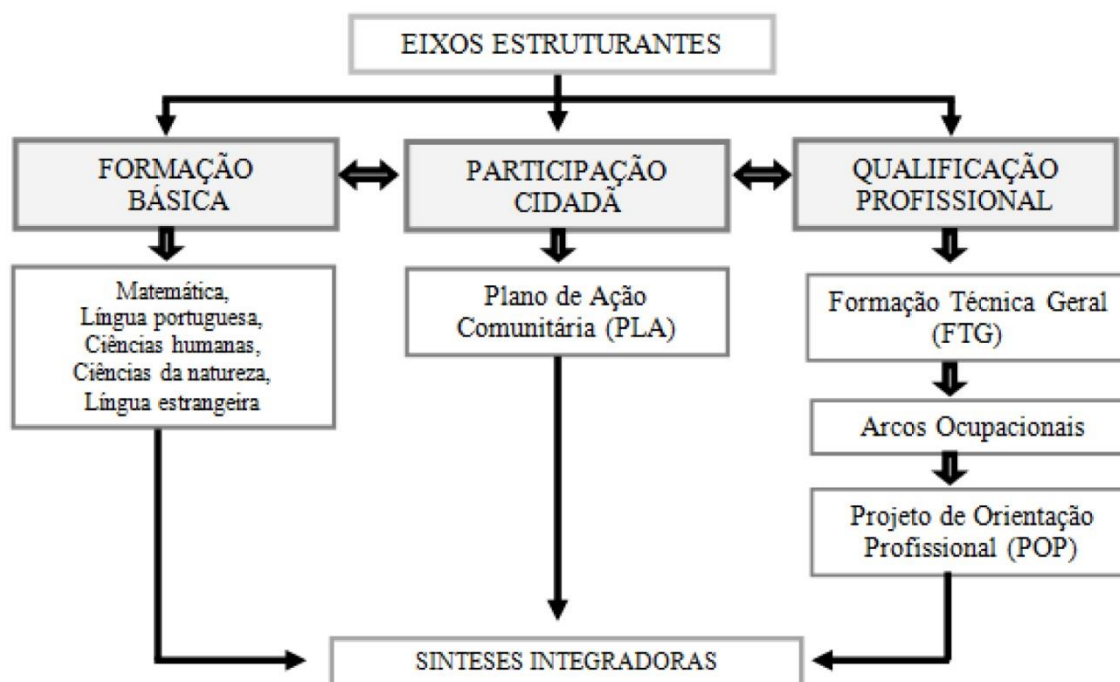 EIXOS ESTRUTURANTES
FORMAÇÃO
BÁSICA
PARTICIPAÇÃO
CIDADÃ
QUALIFICAÇÃO
PROFISSIONAL
Matemática,
Língua portuguesa,
Ciências humanas,
Ciências da natureza,
Língua estrangeira
Plano de Ação
Comunitária (PLA)
Formação Técnica Geral
(FTG)
Arcos Ocupacionais
Projeto de Orientação
Profissional (POP)
SINTESES INTEGRADORAS